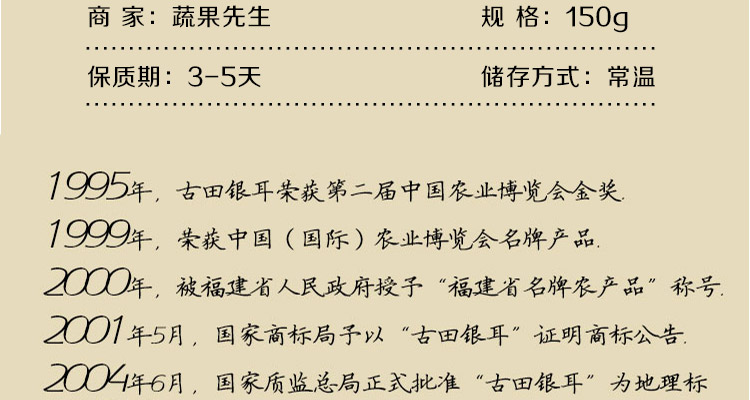 商 家：蔬果先生 规 格：150g
保质期：3-5天 储存方式：常温
1995年，古田银耳荣获第二届中国农业博览会金奖.
1999年，荣获中国（国际）农业博览会名牌产品.
2000年，被福建省人民政府授予“福建省名牌农产品”称号.
2001年5月，国家商标局予以“古田银耳”证明商标公告.
2004年6月，国家质监总局正式批准“古田银耳”为地理标